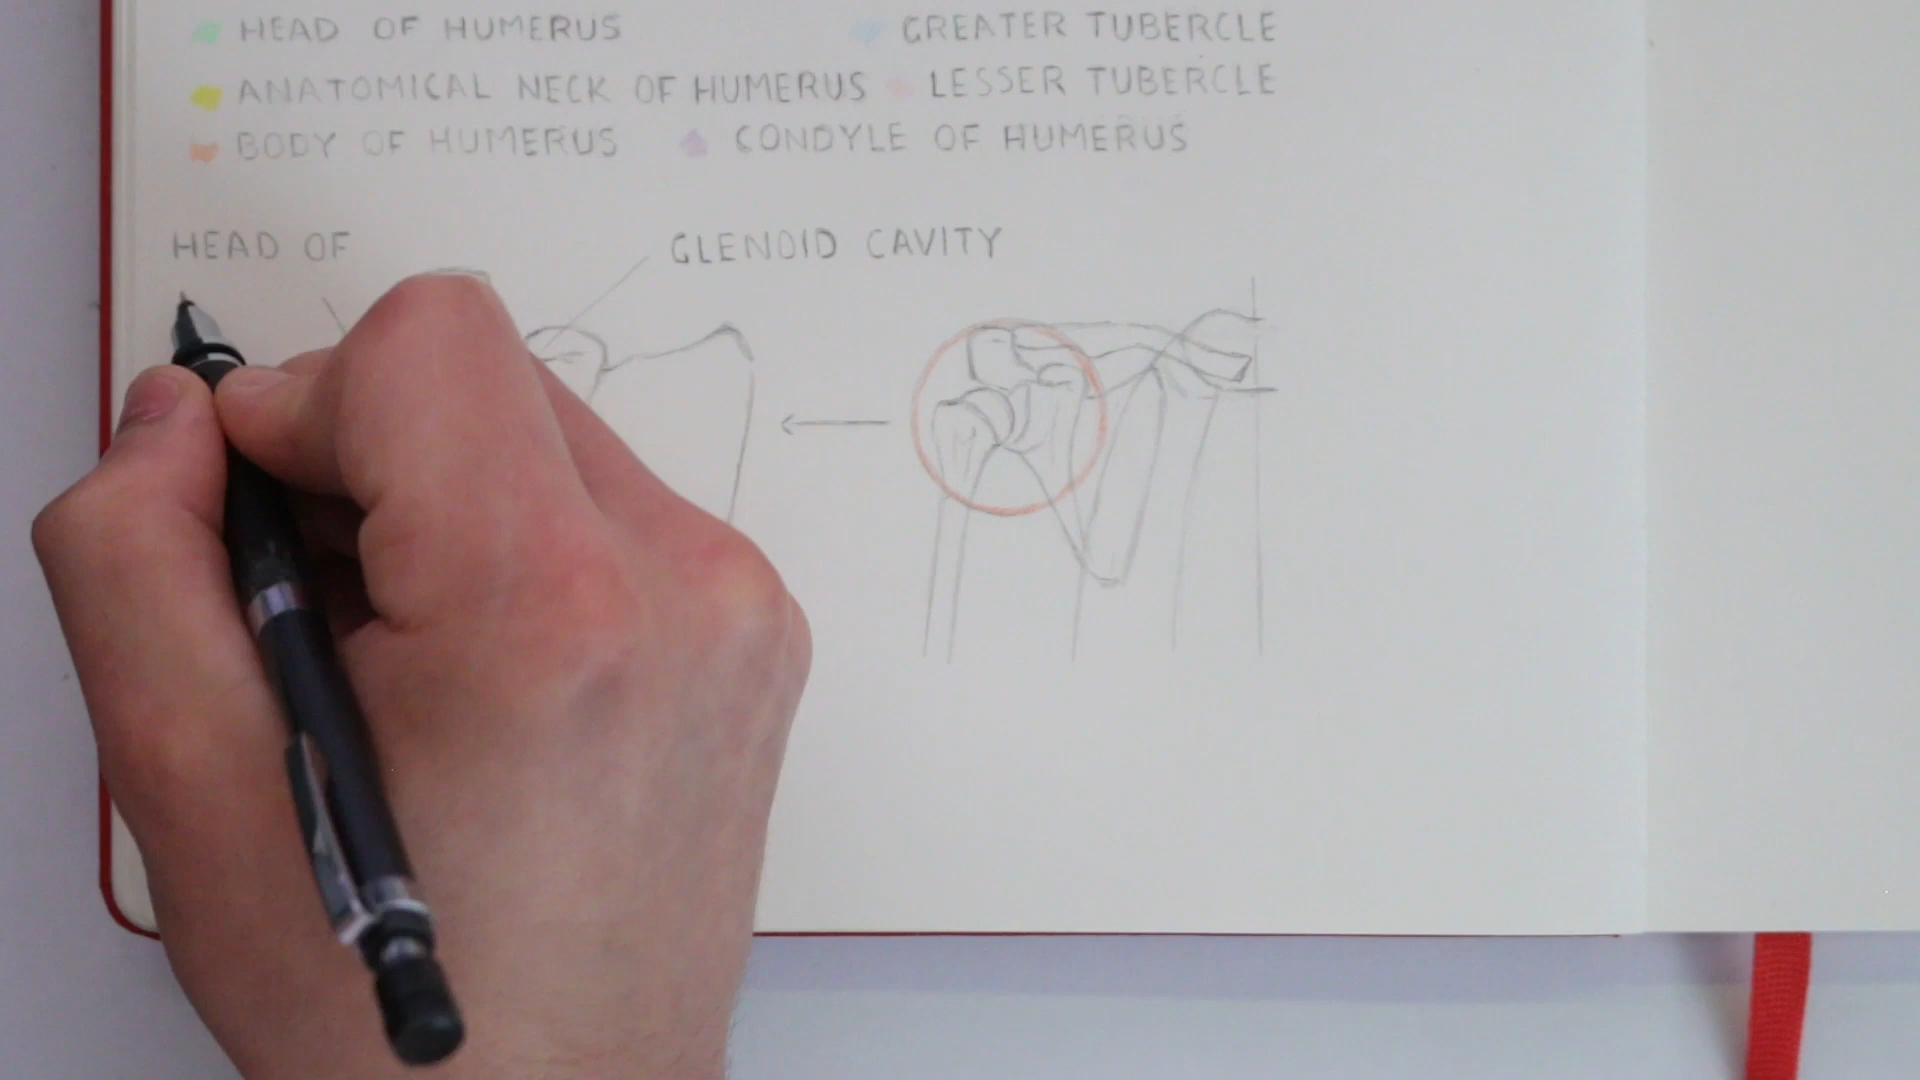 HEAD OF HUMERUS GREATER TUBERCLE
ANATOMICAL NECK OF HUMERUS LESSER TUBERCLE
BODY OF HUMERUS CONDYLE OF HUMERUS
HEAD OF
GLENOID CAVITY